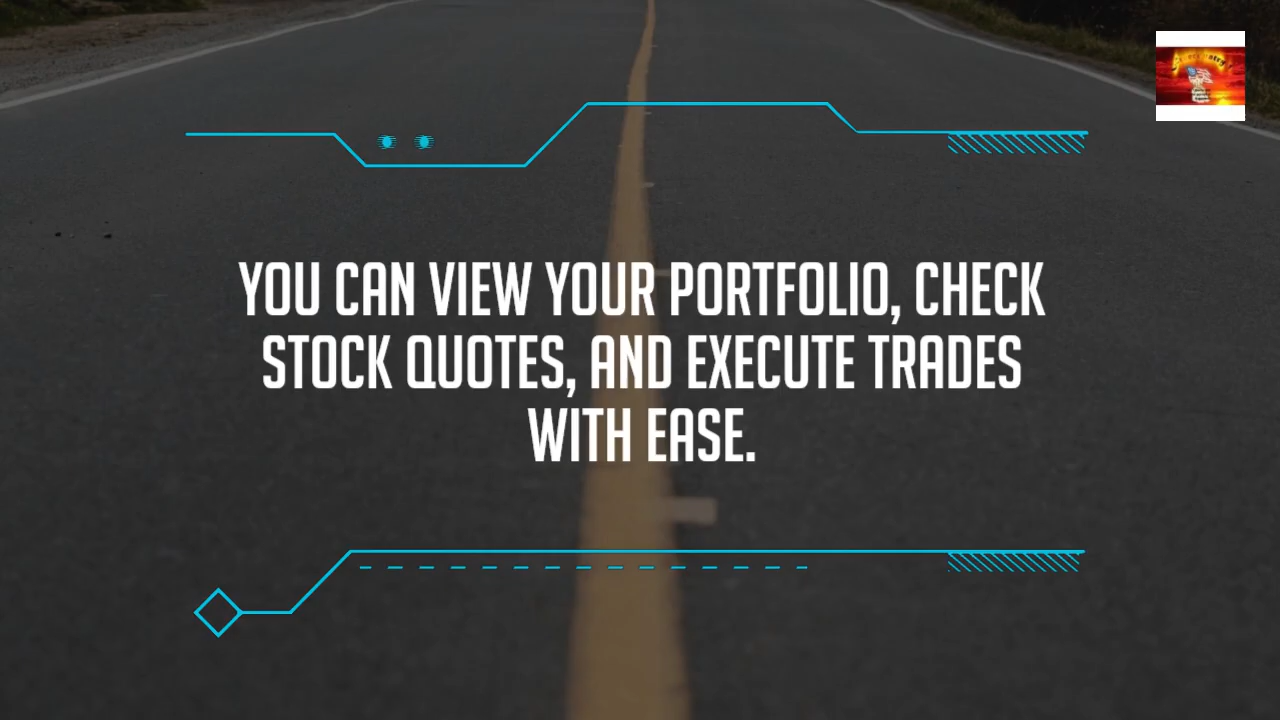 YOU CAN VIEW YOUR PORTFOLIO, CHECK
STOCK QUOTES, AND EXECUTE TRADES
WITH EASE.